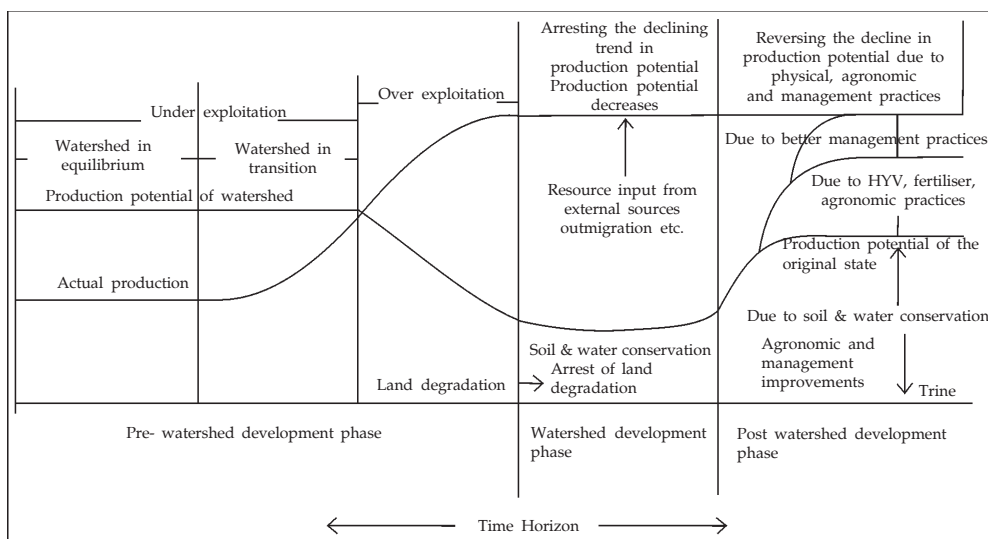 Arresting the declining
trend in
production potential
Production potential
decreases
Reversing the decline in
production potential due to
physical, agronomic
and management practices
Over exploitation
Under exploitation
Watershed in
equilibrium
Watershed in
transition
Due to better management practices
Production potential of watershed
Resource input from
external sources
outmigration etc.
Due to HYV, fertiliser,
agronomic practices
Production potential of the
original state
Actual production
Due to soil & water conservation
Soil & water conservation
Arrest of land
degradation
Agronomic and
management
improvements
Land degradation
Trine
Pre- watershed development phase
Watershed development
phase
Post watershed development
phase
Time Horizon